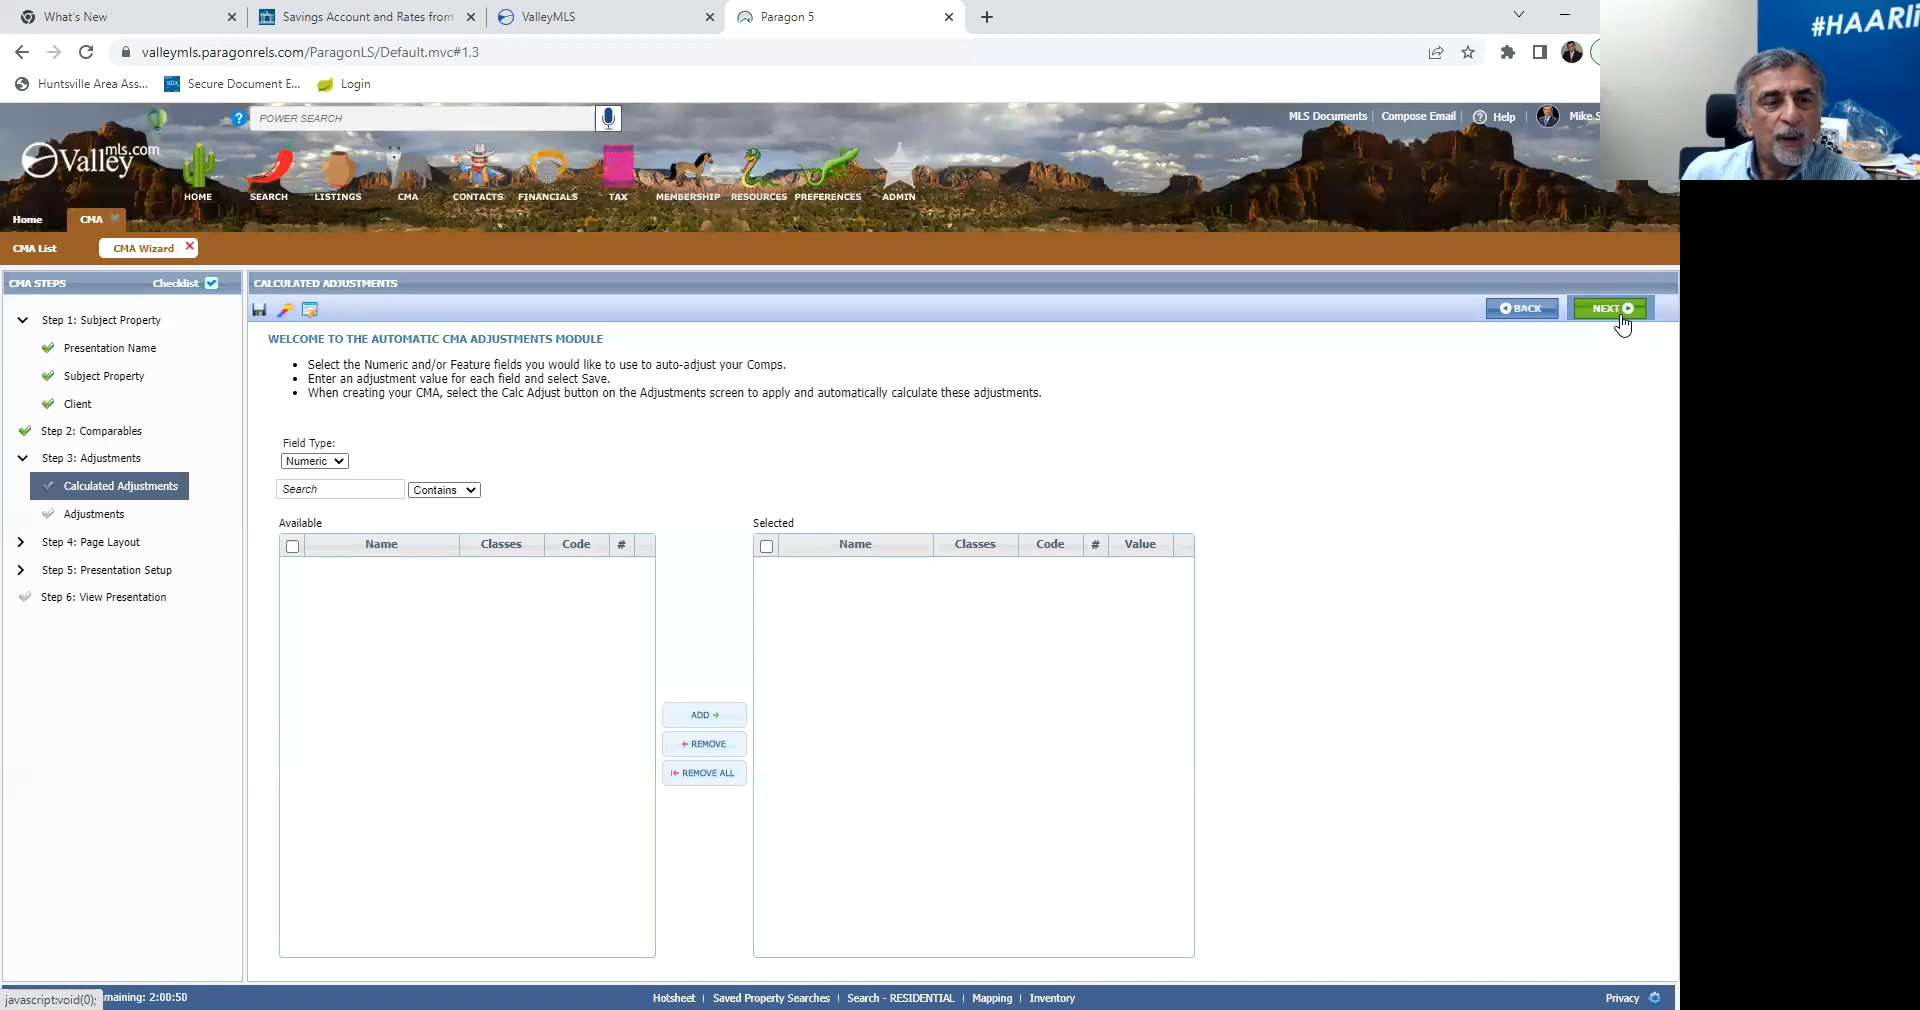 What's New
Savings Account and Rates from
ValleyMLS
Paragon 5
valleymls.paragonrels.com/ParagonLS/Default.mvc#1,3
Huntsville Area Ass...
Secure Document E...
Login
#HAARli
POWER SEARCH
MLS Documents | Compose Email | Help | Mike S
Valley mls.com
HOME SEARCH LISTINGS CMA CONTACTS FINANCIALS TAX MEMBERSHIP RESOURCES PREFERENCES ADMIN
Home CMA
CMA List CMA Wizard
CMA STEPS Checklist
Step 1: Subject Property
Presentation Name
Subject Property
Client
Step 2: Comparables
Step 3: Adjustments
Calculated Adjustments
Adjustments
Step 4: Page Layout
Step 5: Presentation Setup
Step 6: View Presentation
CALCULATED ADJUSTMENTS
BACK NEXT
WELCOME TO THE AUTOMATIC CMA ADJUSTMENTS MODULE
• Select the Numeric and/or Feature fields you would like to use to auto-adjust your Comps.
• Enter an adjustment value for each field and select Save.
• When creating your CMA, select the Calc Adjust button on the Adjustments screen to apply and automatically calculate these adjustments.
Field Type:
Numeric
Search Contains
Available
Name Classes Code #
ADD
REMOVE
REMOVE ALL
Selected
Name Classes Code # Value
javascript:void(0); maining: 2:00:50
Hotsheet | Saved Property Searches | Search - RESIDENTIAL | Mapping | Inventory
Privacy